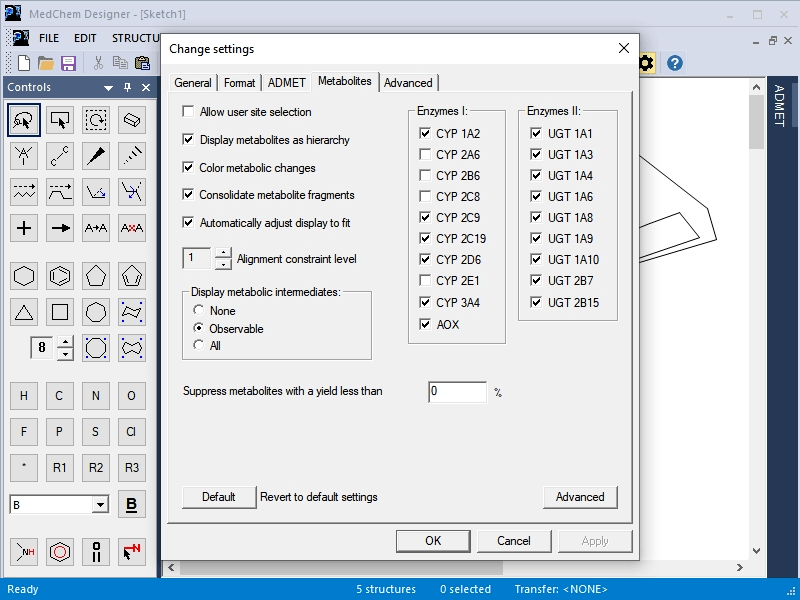 MedChem Designer - [Sketch1]
FILE EDIT STRUCTU
Change settings
Controls
General Format ADMET Metabolites Advanced
ADMET
Allow user site selection
Display metabolites as hierarchy
Color metabolic changes
Consolidate metabolite fragments
Automatically adjust display to fit
1 Alignment constraint level
Display metabolic intermediates:
None
Observable
All
Enzymes I:
CYP 1A2
CYP 2A6
CYP 2B6
CYP 2C8
CYP 2C9
CYP 2C19
CYP 2D6
CYP 2E1
CYP 3A4
AOX
Enzymes II:
UGT 1A1
UGT 1A3
UGT 1A4
UGT 1A6
UGT 1A8
UGT 1A9
UGT 1A10
UGT 2B7
UGT 2B15
Suppress metabolites with a yield less than 0 %
Default Revert to default settings Advanced
OK Cancel Apply
A→A A×A
8
H C N O
F P S Cl
* R1 R2 R3
B B
NH N
Ready 5 structures 0 selected Transfer: <NONE>